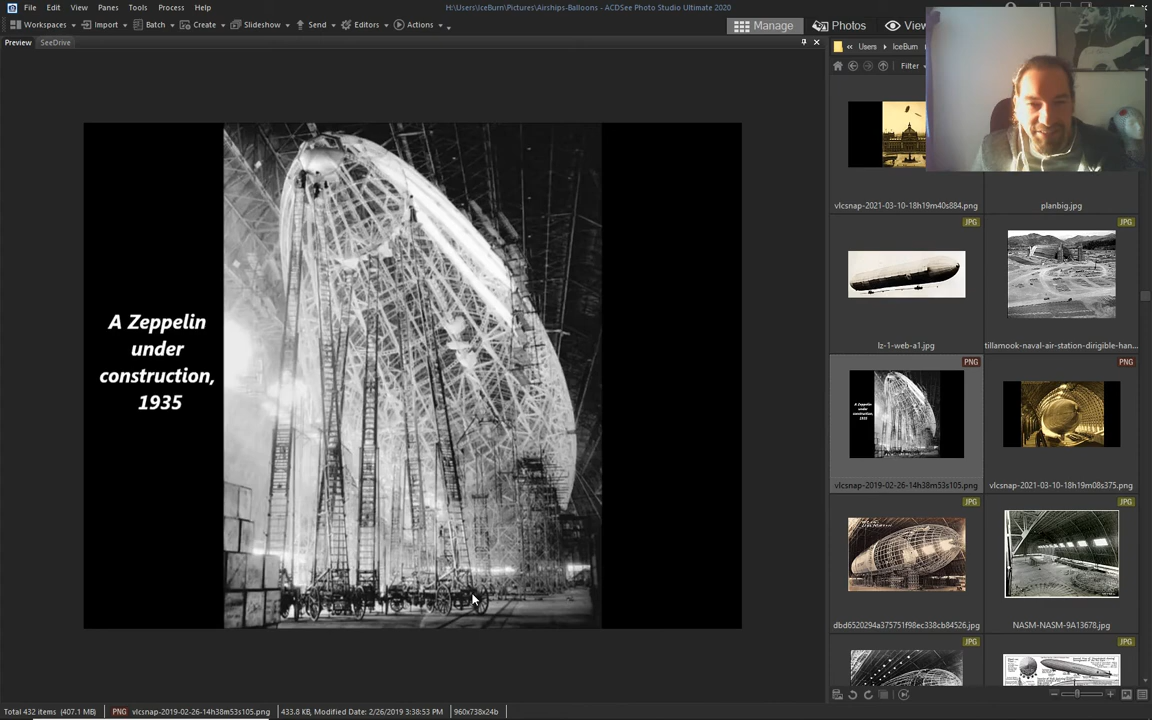 File Edit View Tools Process Help
H:\Users\IceBurn\Pictures\Airships-Balloons - ACDSee Photo Studio Ultimate 2020
Workspaces Import Panes Batch Create Slideshow Send Editors Actions
Manage Photos View
Preview SeeDrive
Users IceBurn
Filter
vlcsnap-2021-03-10-18h19m40s884.png
planbig.jpg
JPG
JPG
lz-1-web-a1.jpg
tillamook-naval-air-station-dirigible-han...
A Zeppelin
under
construction,
1935
PNG
PNG
vlcsnap-2019-02-26-14h38m53s105.png
vlcsnap-2021-03-10-18h19m08s375.png
JPG
JPG
dbd6520294a375751f98ec338cb84526.jpg
NASM-NASM-9A13678.jpg
JPG
JPG
Total 432 items (407.1 MB) PNG vlcsnap-2019-02-26-14h38m53s105.png 433.8 KB, Modified Date: 2/26/2019 3:38:53 PM 960x738x24b